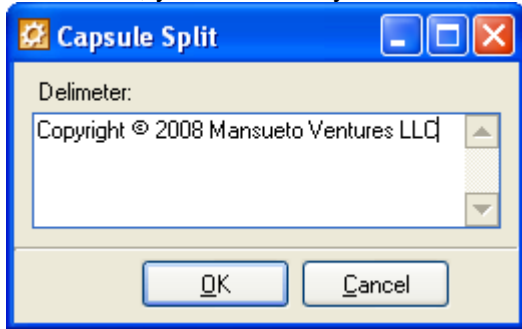 Capsule Split
Delimeter:
Copyright © 2008 Mansueto Ventures LLC
OK
Cancel